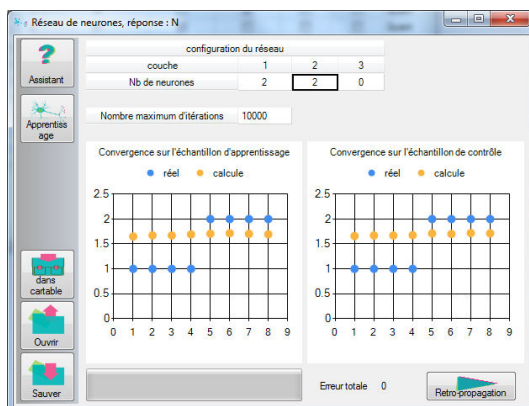 Réseau de neurones, réponse : N
Assistant
Apprentiss
age
dans
cartable
Ouvrir
Sauver
configuration du réseau
couche 1 2 3
Nb de neurones 2 2 0
Nombre maximum d'itérations 10000
Convergence sur l'échantillon d'apprentissage
réel calcule
2.5
2
1.5
1
0.5
0
0 1 2 3 4 5 6 7 8 9
Convergence sur l'échantillon de contrôle
réel calcule
2.5
2
1.5
1
0.5
0
0 1 2 3 4 5 6 7 8 9
Erreur totale 0
Retro-propagation